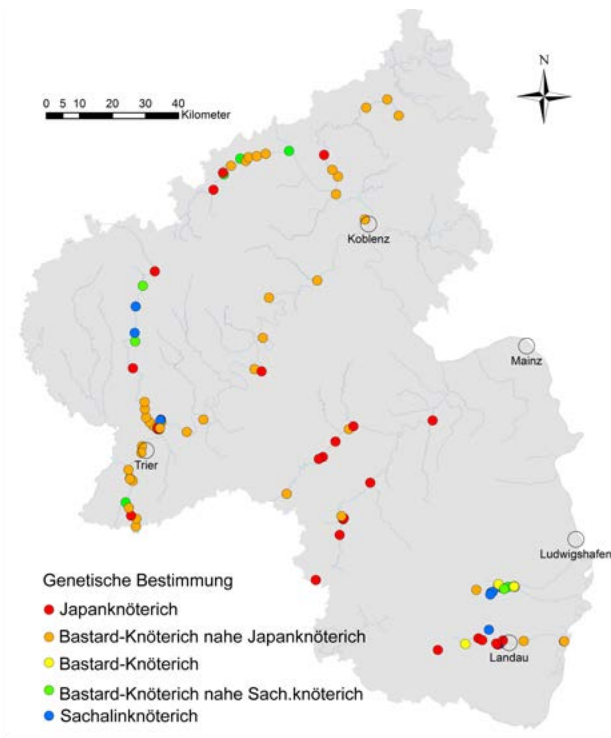 N
0 5 10 20 30 40
Kilometer
Koblenz
Mainz
Trier
Ludwigshafen
Genetische Bestimmung
Japanknöterich
Bastard-Knöterich nahe Japanknöterich
Bastard-Knöterich
Landau
Bastard-Knöterich nahe Sach.knöterich
Sachalinknöterich